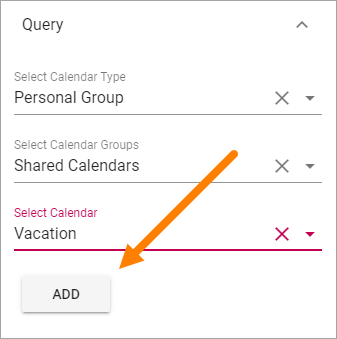 Query
Select Calendar Type
Personal Group
Select Calendar Groups
Shared Calendars
Select Calendar
Vacation
ADD